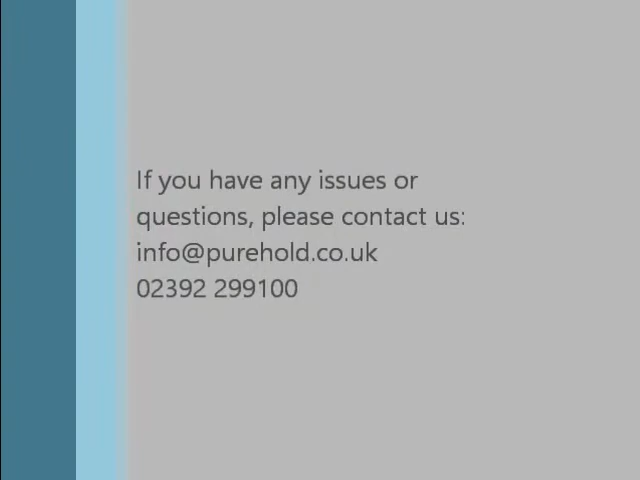 If you have any issues or
questions, please contact us:
info@purehold.co.uk
02392 299100